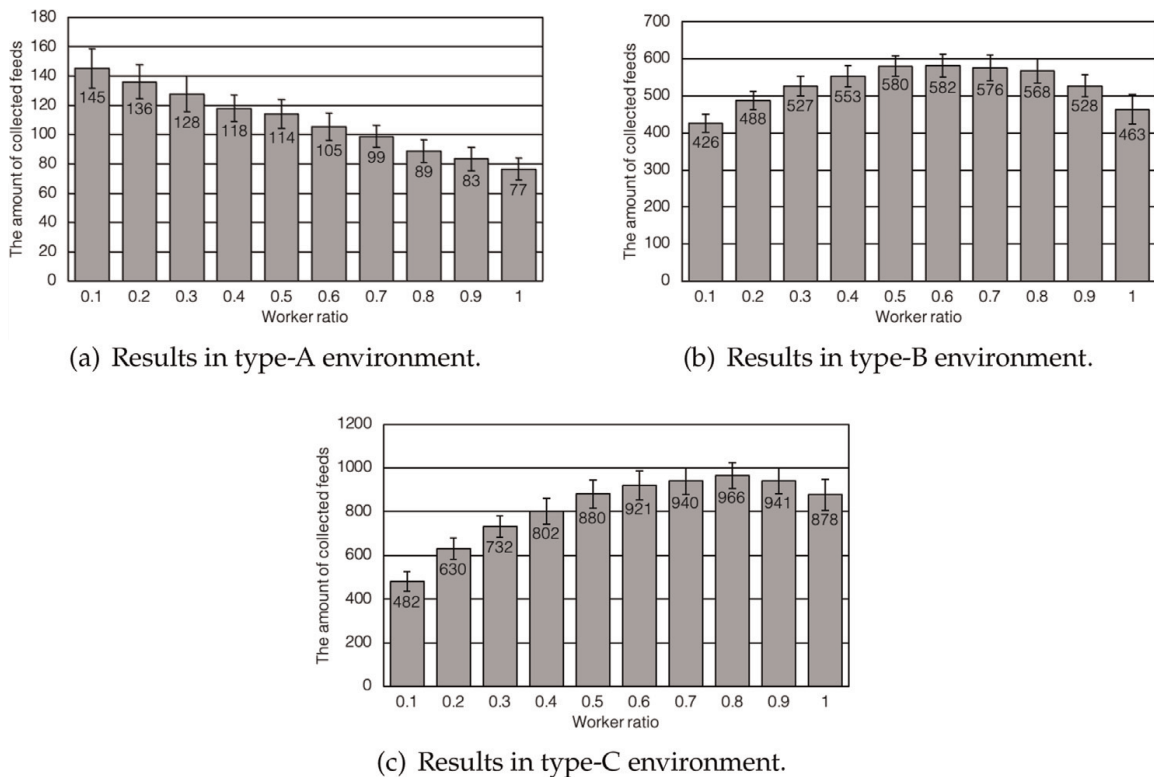 The amount of collected feeds
180
160
140
120
100
80
60
40
20
0
145 136 128 118 114 105 99 89 83 77
0.1 0.2 0.3 0.4 0.5 0.6 0.7 0.8 0.9 1
Worker ratio
(a) Results in type-A environment.
The amount of collected feeds
700
600
500
400
300
200
100
0
426 488 527 553 580 582 576 568 528 463
0.1 0.2 0.3 0.4 0.5 0.6 0.7 0.8 0.9 1
Worker ratio
(b) Results in type-B environment.
The amount of collected feeds
1200
1000
800
600
400
200
0
482 630 732 802 880 921 940 966 941 878
0.1 0.2 0.3 0.4 0.5 0.6 0.7 0.8 0.9 1
Worker ratio
(c) Results in type-C environment.